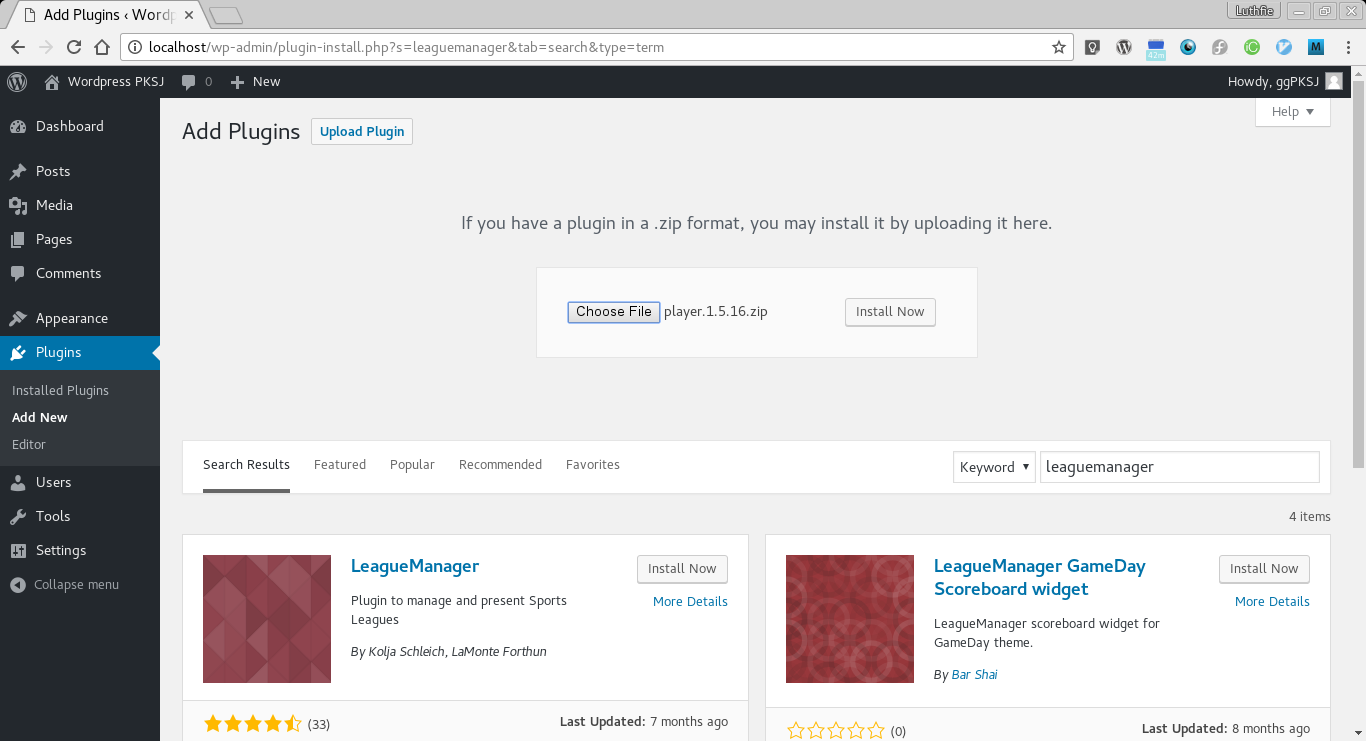 Add Plugins ‹ Wordp
Luthfie
localhost/wp-admin/plugin-install.php?s=leaguemanager&tab=search&type=term
Wordpress PKSJ
0
New
Howdy, ggPKSJ
Dashboard
Posts
Media
Pages
Comments
Appearance
Plugins
Installed Plugins
Add New
Editor
Users
Tools
Settings
Collapse menu
Help
Add Plugins
Upload Plugin
If you have a plugin in a .zip format, you may install it by uploading it here.
Choose File player.1.5.16.zip
Install Now
Search Results
Featured
Popular
Recommended
Favorites
Keyword
leaguemanager
4 items
LeagueManager
Install Now
More Details
Plugin to manage and present Sports
Leagues
By Kolja Schleich, LaMonte Forthun
(33)
Last Updated: 7 months ago
LeagueManager GameDay
Scoreboard widget
Install Now
More Details
LeagueManager scoreboard widget for
GameDay theme.
By Bar Shai
(0)
Last Updated: 8 months ago